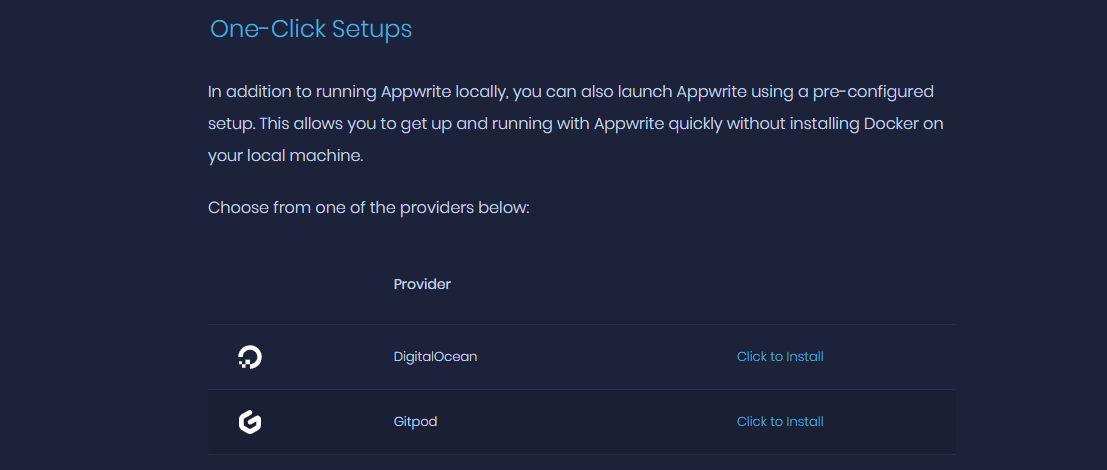 One-Click Setups
In addition to running Appwrite locally, you can also launch Appwrite using a pre-configured
setup. This allows you to get up and running with Appwrite quickly without installing Docker on
your local machine.
Choose from one of the providers below:
Provider
DigitalOcean Click to Install
Gitpod Click to Install